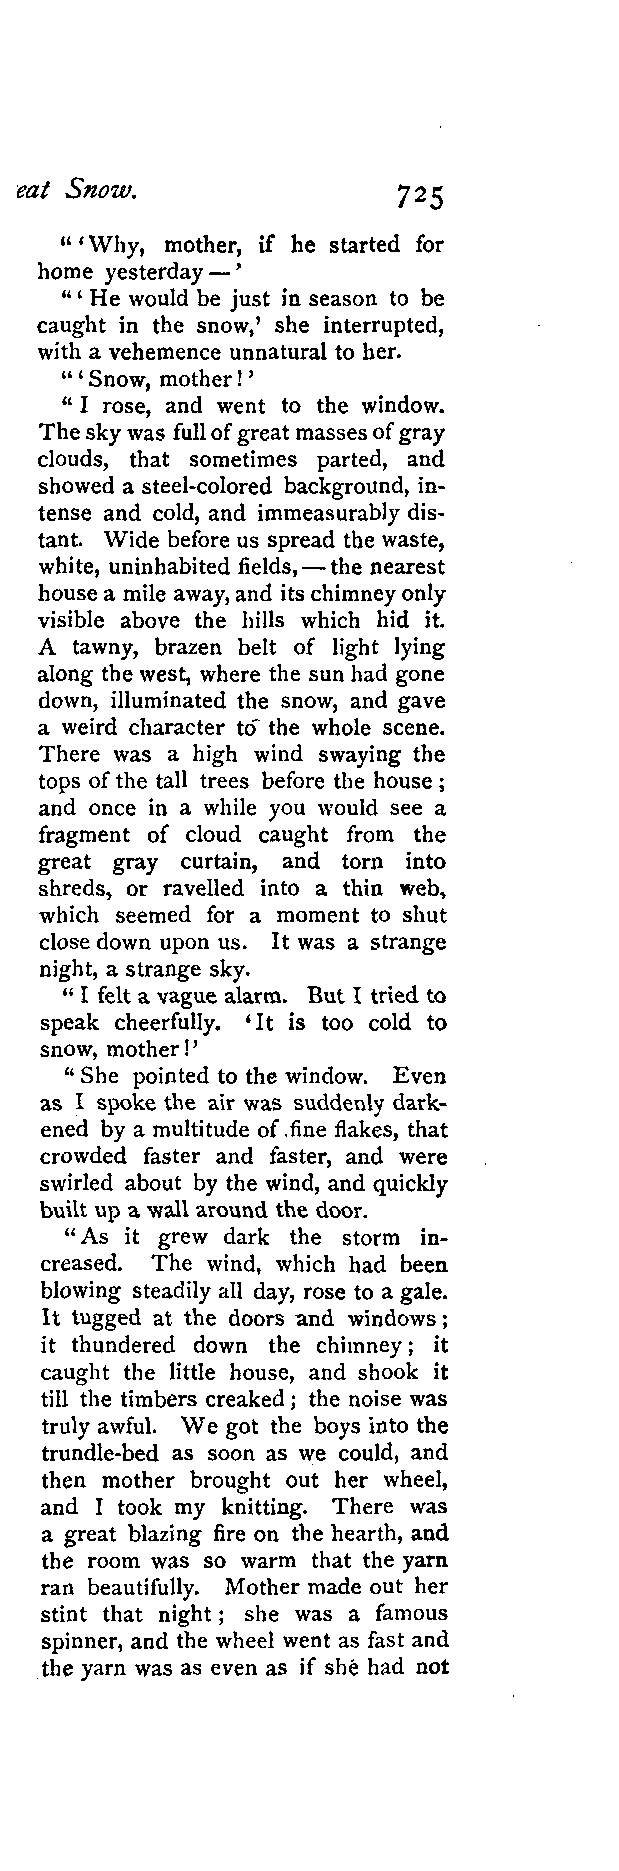 eat Snow. 725
“‘Why, mother, if he started for
home yesterday—’
“‘He would be just in season to be
caught in the snow,’ she interrupted,
with a vehemence unnatural to her.
“‘Snow, mother!’
“I rose, and went to the window.
The sky was full of great masses of gray
clouds, that sometimes parted, and
showed a steel-colored background, in-
tense and cold, and immeasurably dis-
tant. Wide before us spread the waste,
white, uninhabited fields,—the nearest
house a mile away, and its chimney only
visible above the hills which hid it.
A tawny, brazen belt of light lying
along the west, where the sun had gone
down, illuminated the snow, and gave
a weird character to the whole scene.
There was a high wind swaying the
tops of the tall trees before the house;
and once in a while you would see a
fragment of cloud caught from the
great gray curtain, and torn into
shreds, or ravelled into a thin web,
which seemed for a moment to shut
close down upon us. It was a strange
night, a strange sky.
“I felt a vague alarm. But I tried to
speak cheerfully. ‘It is too cold to
snow, mother!’
“She pointed to the window. Even
as I spoke the air was suddenly dark-
ened by a multitude of fine flakes, that
crowded faster and faster, and were
swirled about by the wind, and quickly
built up a wall around the door.
“As it grew dark the storm in-
creased. The wind, which had been
blowing steadily all day, rose to a gale.
It tugged at the doors and windows;
it thundered down the chimney; it
caught the little house, and shook it
till the timbers creaked; the noise was
truly awful. We got the boys into the
trundle-bed as soon as we could, and
then mother brought out her wheel,
and I took my knitting. There was
a great blazing fire on the hearth, and
the room was so warm that the yarn
ran beautifully. Mother made out her
stint that night; she was a famous
spinner, and the wheel went as fast and
the yarn was as even as if she had not